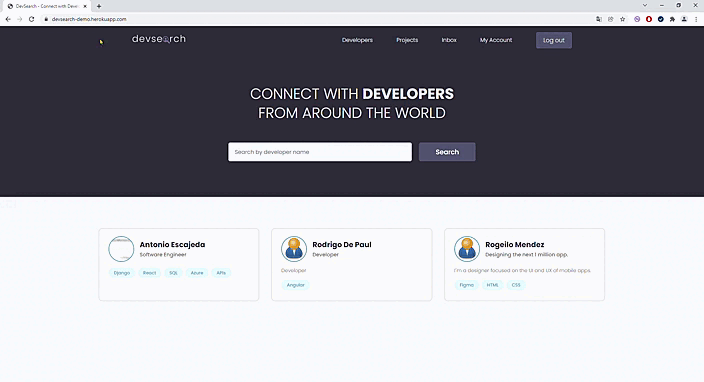 DevSearch - Connect with Devel
devsearch-demo.herokuapp.com
devsearch
Developers
Projects
Inbox
My Account
Log out
CONNECT WITH DEVELOPERS
FROM AROUND THE WORLD
Search by developer name
Search
Antonio Escajeda
Software Engineer
Django
React
SQL
Azure
APIs
Rodrigo De Paul
Developer
Developer
Angular
Rogeilo Mendez
Designing the next 1 million app.
I'm a designer focused on the UI and UX of mobile apps.
Figma
HTML
CSS